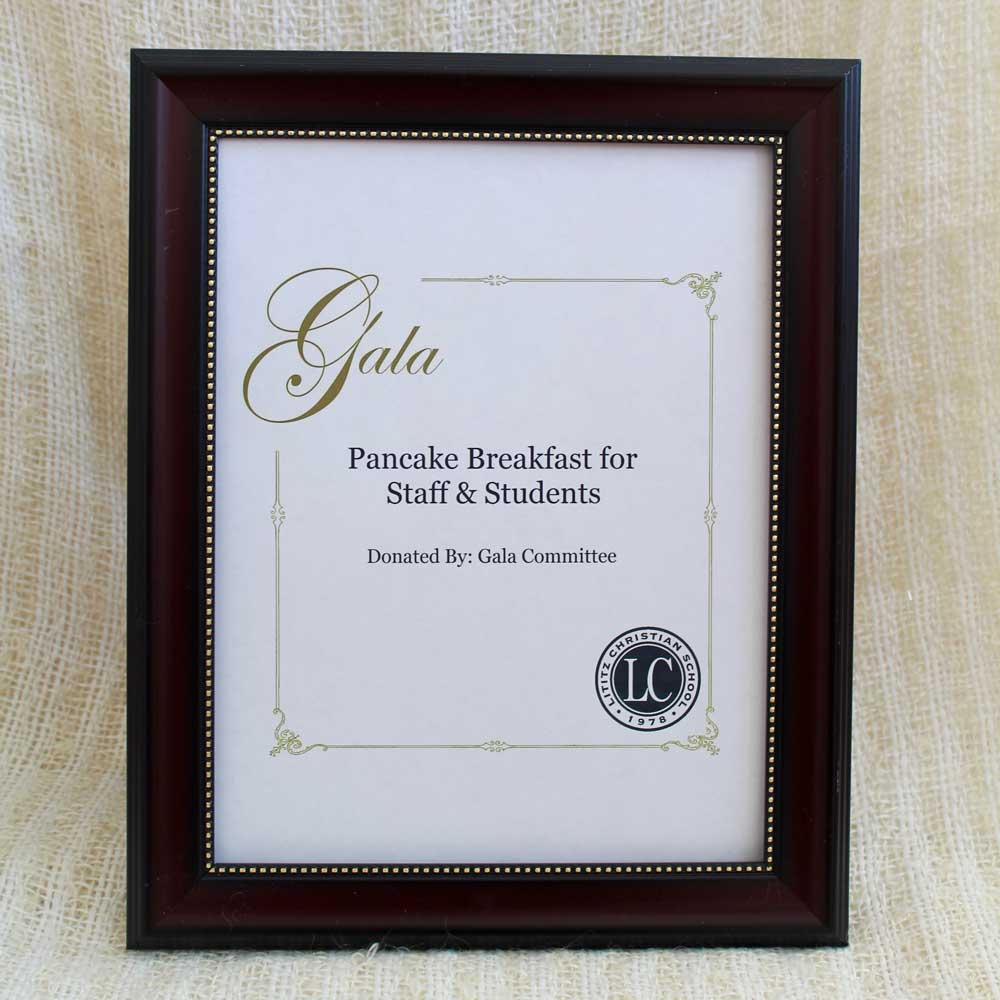 Gala
Pancake Breakfast for
Staff & Students
Donated By: Gala Committee
LITITZ CHRISTIAN SCHOOL
LC
• 1978 •